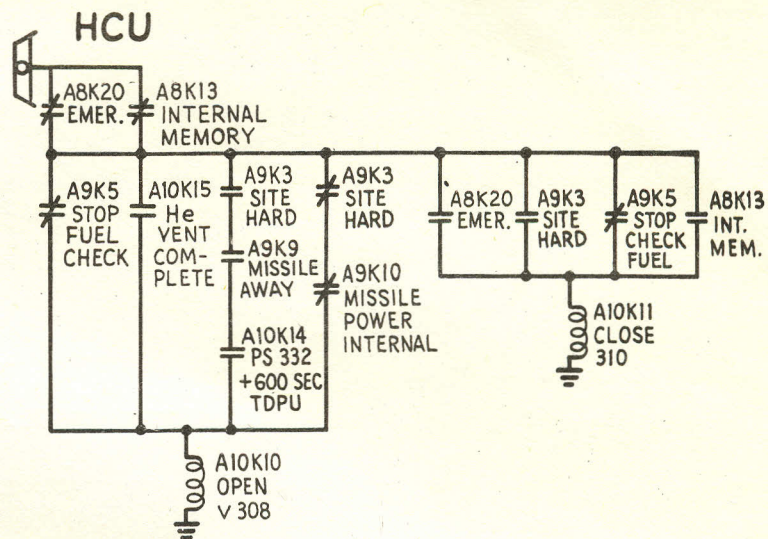 HCU
A8K20
EMER.
A8K13
INTERNAL
MEMORY
A9K5
STOP
FUEL
CHECK
A10K15
He
VENT
COM-
PLETE
A9K3
SITE
HARD
A9K9
MISSILE
AWAY
A10K14
PS 332
+600 SEC
TDPU
A9K3
SITE
HARD
A9K10
MISSILE
POWER
INTERNAL
A8K20
EMER.
A9K3
SITE
HARD
A9K5
STOP
CHECK
FUEL
A8K13
INT.
MEM.
A10K11
CLOSE
310
A10K10
OPEN
V 308